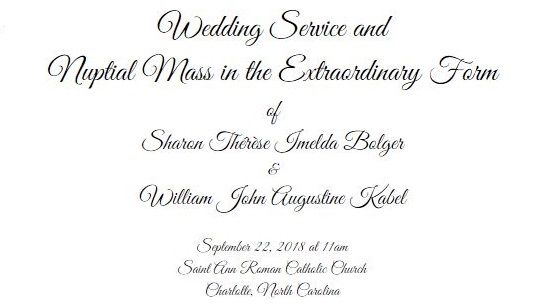 Wedding Service and
Nuptial Mass in the Extraordinary Form
of
Sharon Thérèse Imelda Bolger
&
William John Augustine Kabel
September 22, 2018 at 11am
Saint Ann Roman Catholic Church
Charlotte, North Carolina